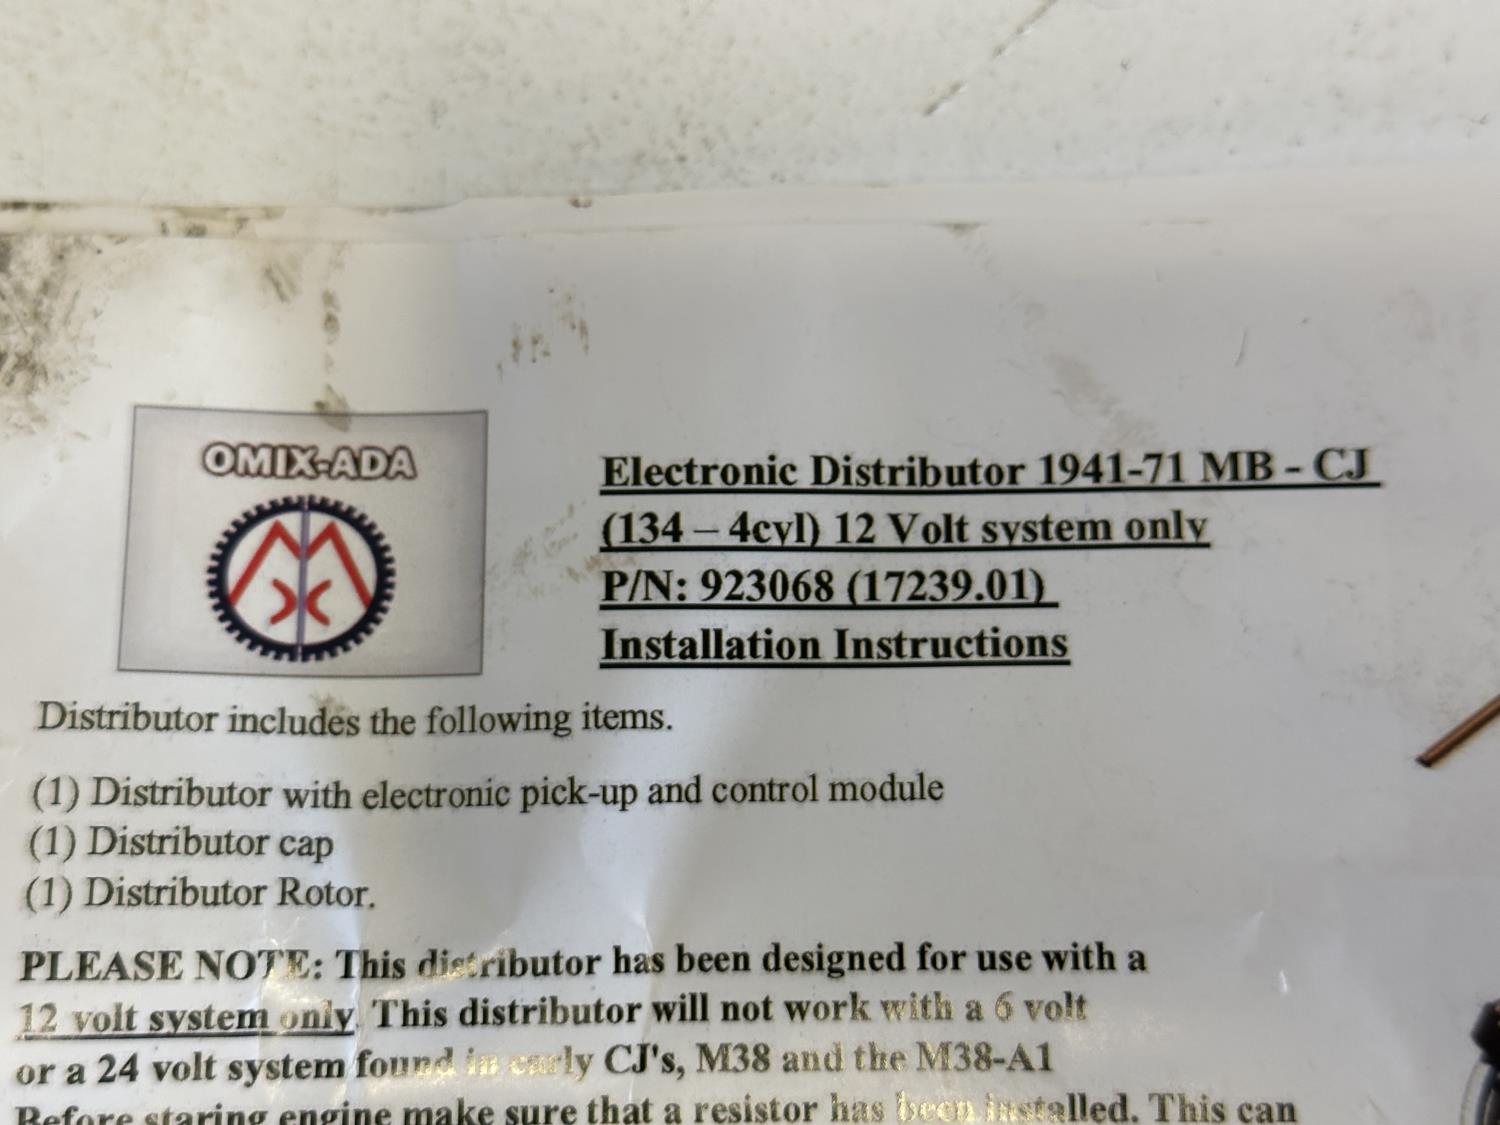 OMIX-ADA
Electronic Distributor 1941-71 MB - CJ
(134 – 4cyl) 12 Volt system only
P/N: 923068 (17239.01)
Installation Instructions
Distributor includes the following items.
(1) Distributor with electronic pick-up and control module
(1) Distributor cap
(1) Distributor Rotor.
PLEASE NOTE: This distributor has been designed for use with a
12 volt system only. This distributor will not work with a 6 volt
or a 24 volt system found in early CJ's, M38 and the M38-A1
Before staring engine make sure that a resistor has been installed. This can